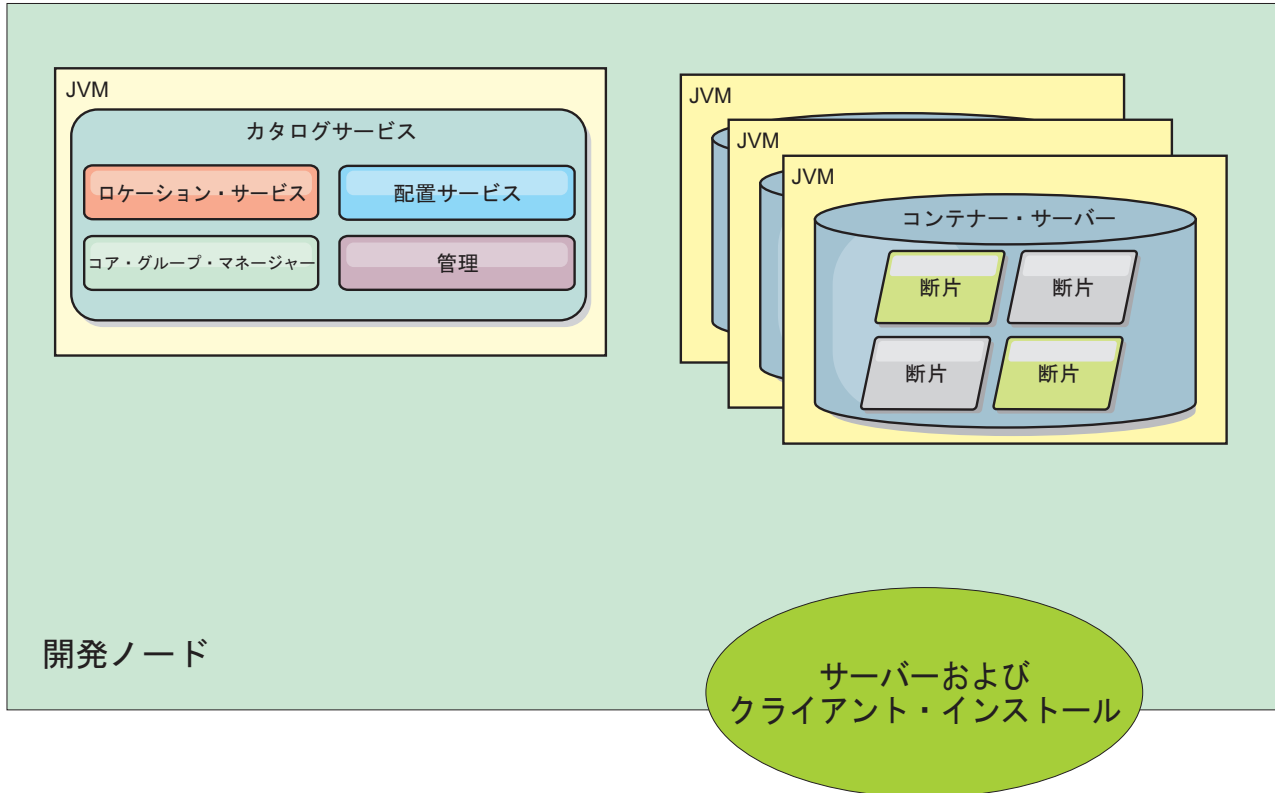 JVM
カタログサービス
ロケーション・サービス
配置サービス
コア・グループ・マネージャー
管理
JVM
JVM
JVM
コンテナー・サーバー
断片
断片
断片
断片
開発ノード
サーバーおよび
クライアント・インストール